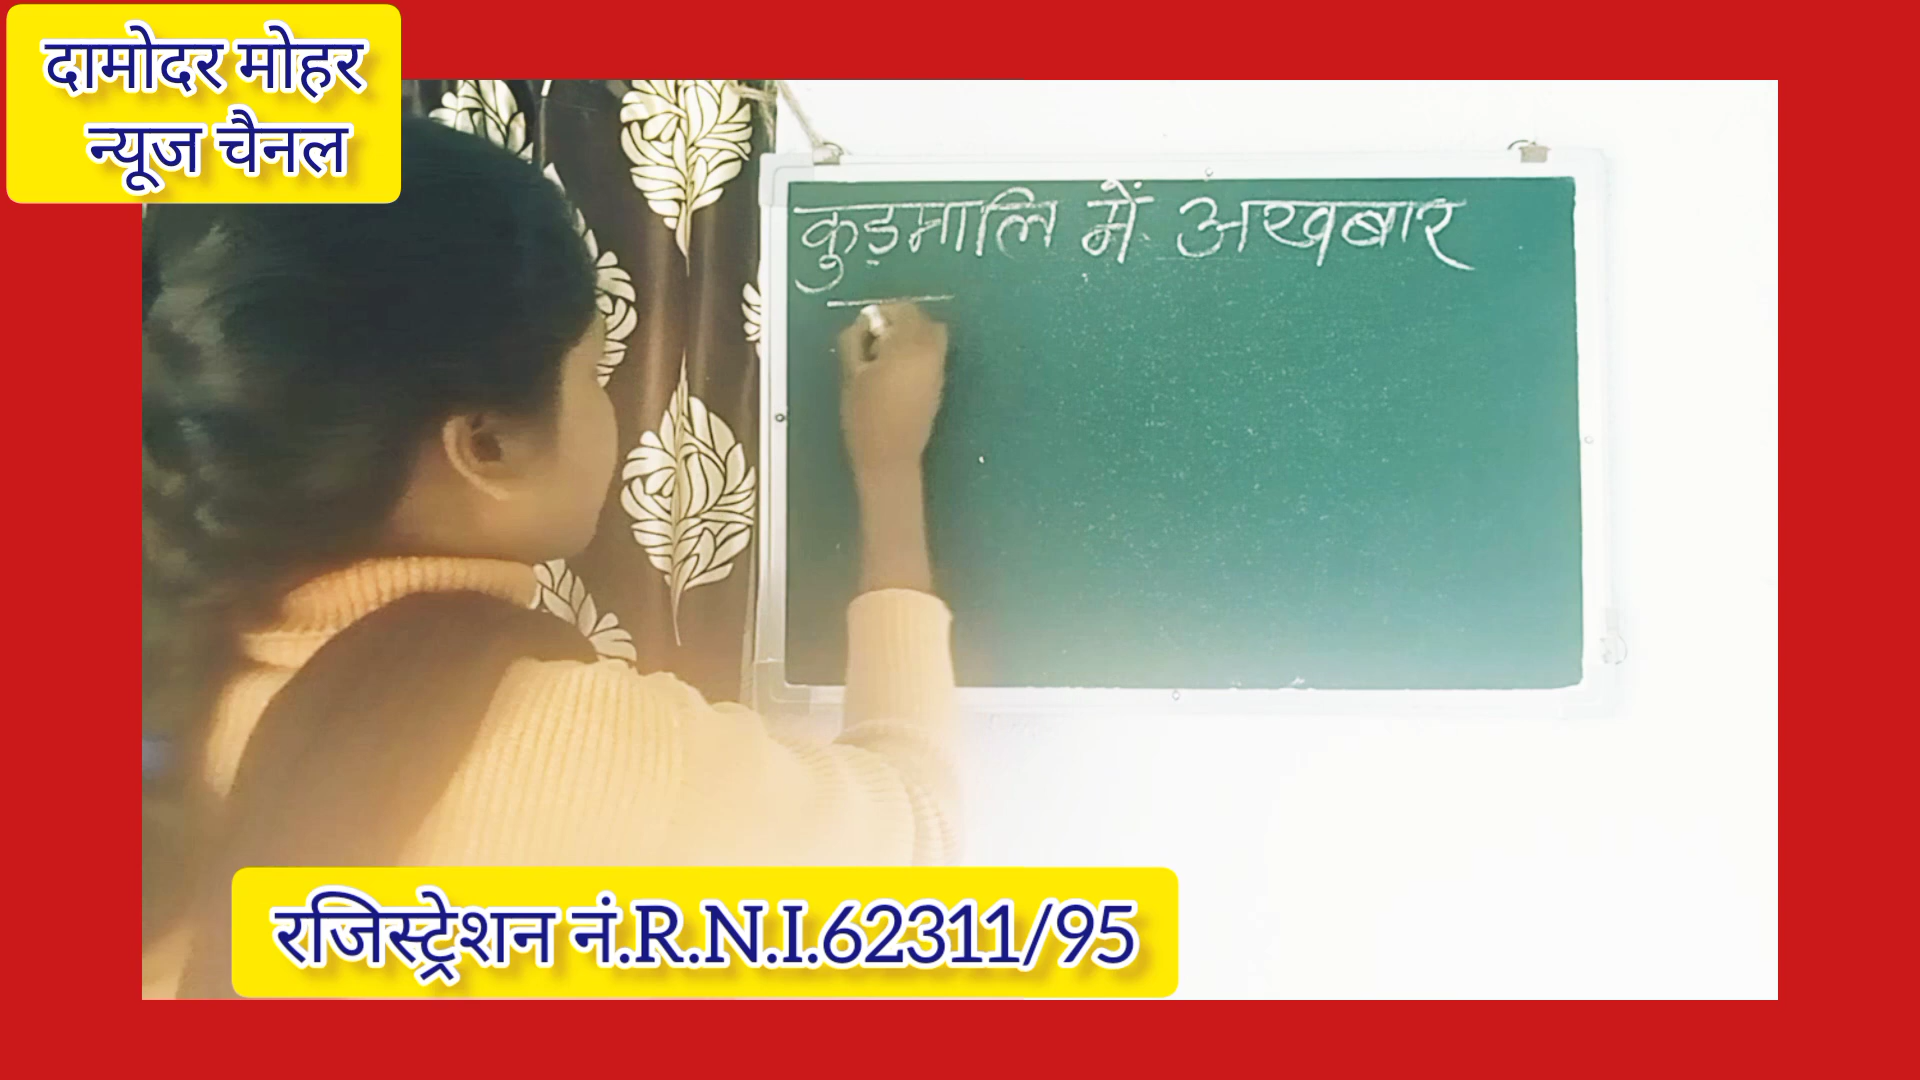 दामोदर मोहर
न्यूज चैनल
कुड़मालि में अखबार
रजिस्ट्रेशन नं.R.N.I.62311/95